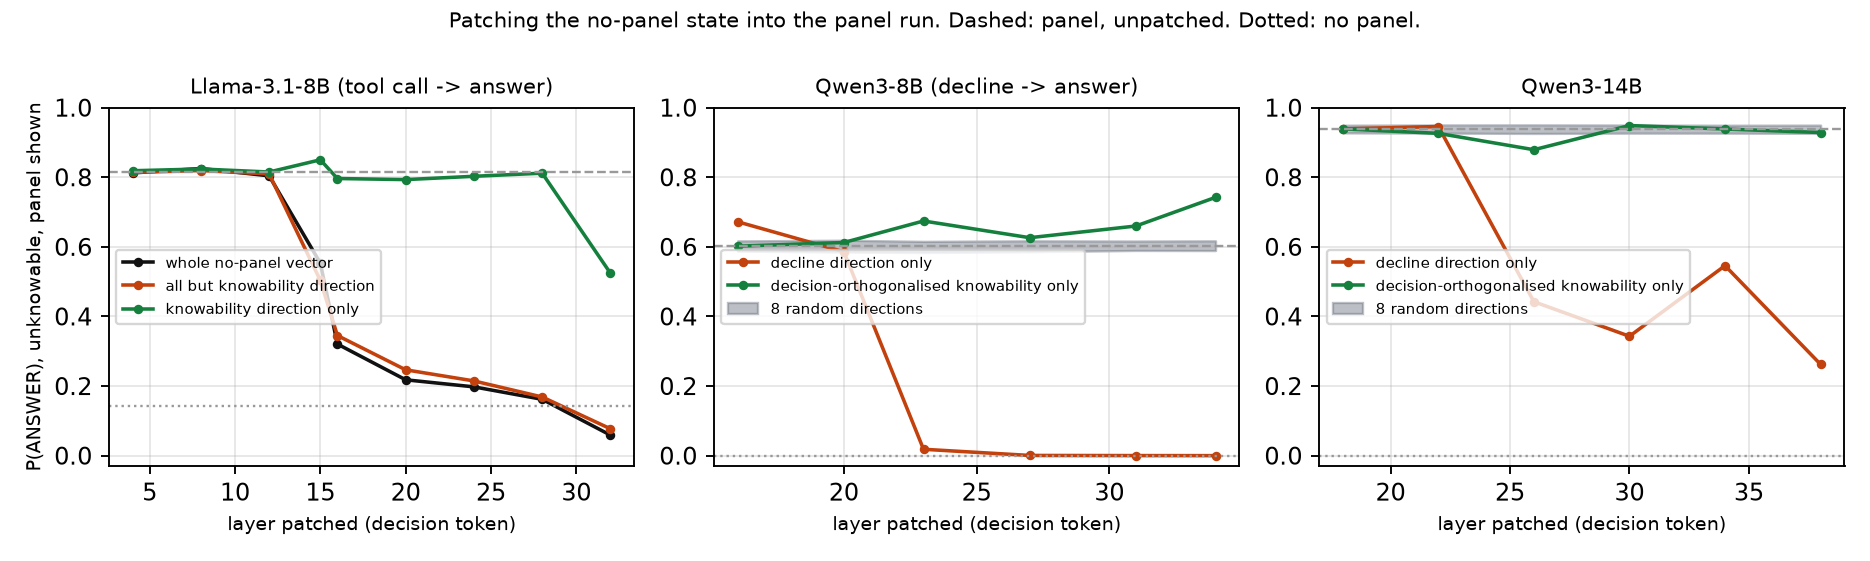 Patching the no-panel state into the panel run. Dashed: panel, unpatched. Dotted: no panel.
Llama-3.1-8B (tool call -> answer)
P(ANSWER), unknowable, panel shown
1.0
0.8
0.6
0.4
0.2
0.0
whole no-panel vector
all but knowability direction
knowability direction only
5 10 15 20 25 30
layer patched (decision token)
Qwen3-8B (decline -> answer)
1.0
0.8
0.6
0.4
0.2
0.0
decline direction only
decision-orthogonalised knowability only
8 random directions
20 25 30
layer patched (decision token)
Qwen3-14B
1.0
0.8
0.6
0.4
0.2
0.0
decline direction only
decision-orthogonalised knowability only
8 random directions
20 25 30 35
layer patched (decision token)